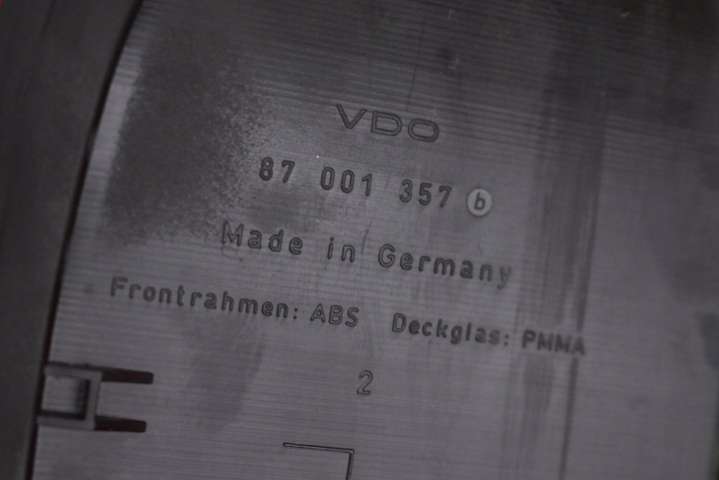 VDO
87 001 357 b
Made in Germany
Frontrahmen: ABS Deckglas: PMMA
2